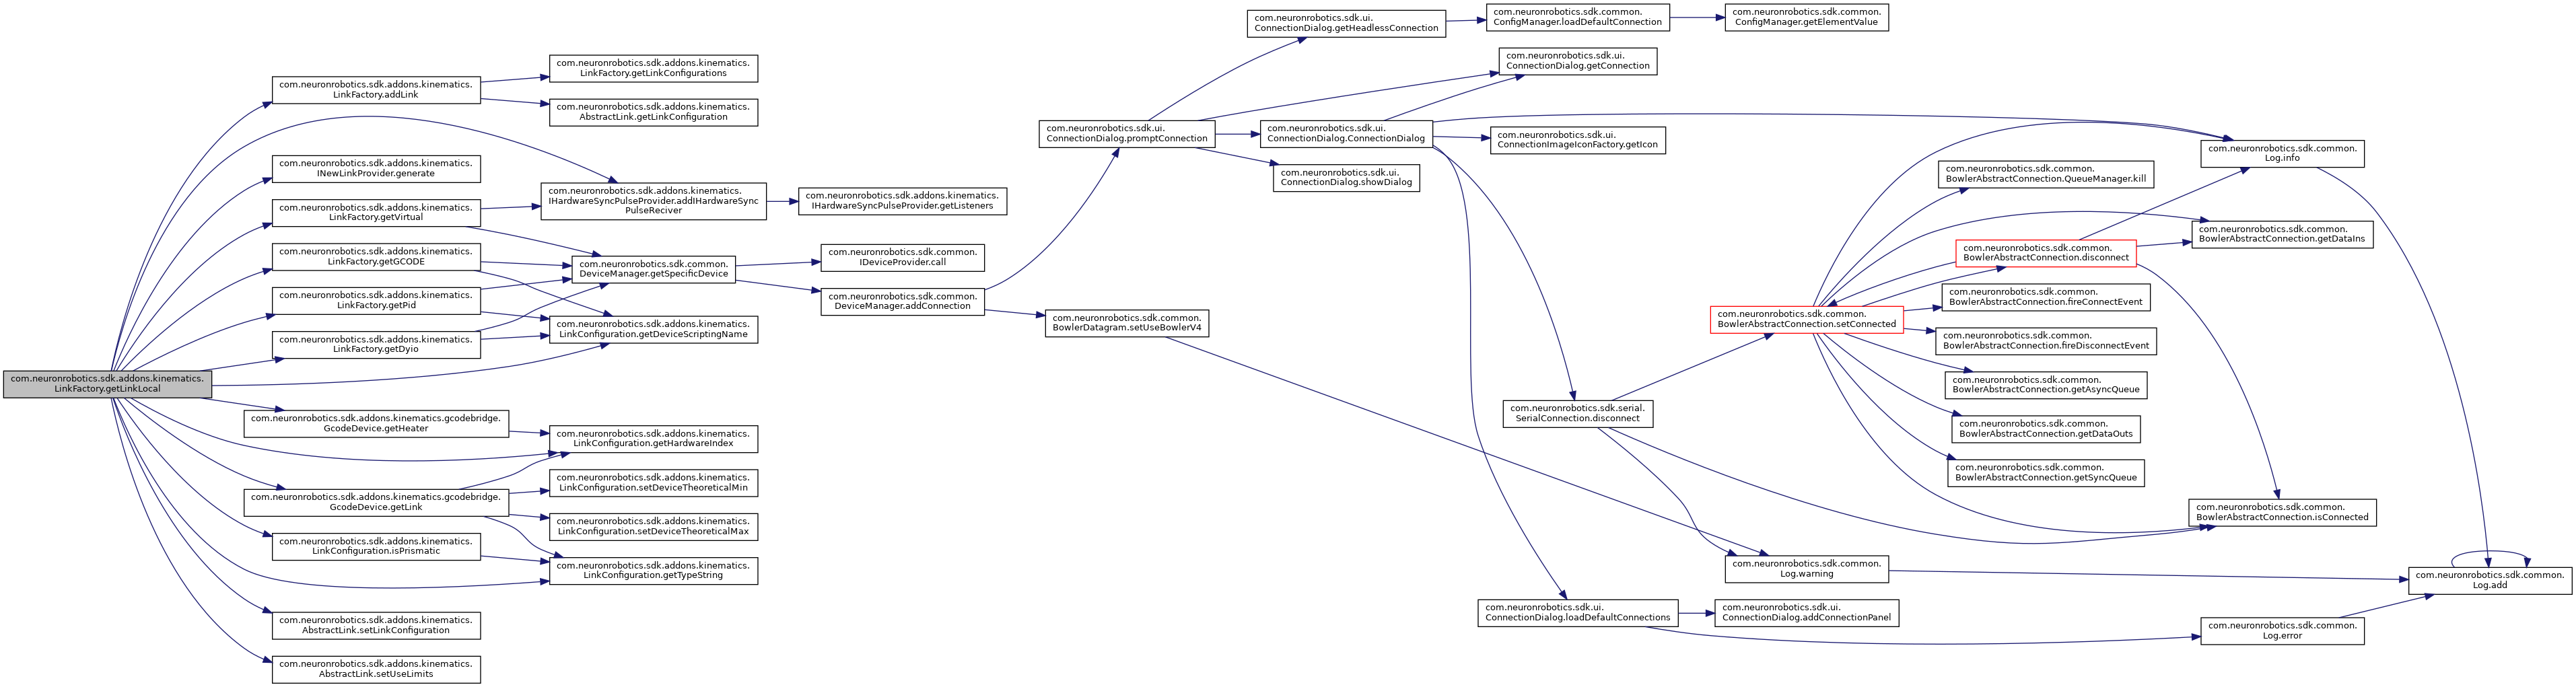 com.neuronrobotics.sdk.addons.kinematics.
LinkFactory.getLinkLocal
com.neuronrobotics.sdk.addons.kinematics.
LinkFactory.addLink
com.neuronrobotics.sdk.addons.kinematics.
LinkFactory.getLinkConfigurations
com.neuronrobotics.sdk.addons.kinematics.
AbstractLink.getLinkConfiguration
com.neuronrobotics.sdk.addons.kinematics.
INewLinkProvider.generate
com.neuronrobotics.sdk.addons.kinematics.
LinkFactory.getVirtual
com.neuronrobotics.sdk.addons.kinematics.
IHardwareSyncPulseProvider.addIHardwareSync
PulseReciver
com.neuronrobotics.sdk.addons.kinematics.
IHardwareSyncPulseProvider.getListeners
com.neuronrobotics.sdk.addons.kinematics.
LinkFactory.getGCODE
com.neuronrobotics.sdk.addons.kinematics.
LinkFactory.getPid
com.neuronrobotics.sdk.addons.kinematics.
LinkFactory.getDyio
com.neuronrobotics.sdk.common.
DeviceManager.getSpecificDevice
com.neuronrobotics.sdk.addons.kinematics.
LinkConfiguration.getDeviceScriptingName
com.neuronrobotics.sdk.common.
IDeviceProvider.call
com.neuronrobotics.sdk.common.
DeviceManager.addConnection
com.neuronrobotics.sdk.addons.kinematics.gcodebridge.
GcodeDevice.getHeater
com.neuronrobotics.sdk.addons.kinematics.
LinkConfiguration.getHardwareIndex
com.neuronrobotics.sdk.addons.kinematics.gcodebridge.
GcodeDevice.getLink
com.neuronrobotics.sdk.addons.kinematics.
LinkConfiguration.setDeviceTheoreticalMin
com.neuronrobotics.sdk.addons.kinematics.
LinkConfiguration.setDeviceTheoreticalMax
com.neuronrobotics.sdk.addons.kinematics.
LinkConfiguration.isPrismatic
com.neuronrobotics.sdk.addons.kinematics.
LinkConfiguration.getTypeString
com.neuronrobotics.sdk.addons.kinematics.
AbstractLink.setLinkConfiguration
com.neuronrobotics.sdk.addons.kinematics.
AbstractLink.setUseLimits
com.neuronrobotics.sdk.ui.
ConnectionDialog.promptConnection
com.neuronrobotics.sdk.common.
BowlerDatagram.setUseBowlerV4
com.neuronrobotics.sdk.ui.
ConnectionDialog.getHeadlessConnection
com.neuronrobotics.sdk.common.
ConfigManager.loadDefaultConnection
com.neuronrobotics.sdk.common.
ConfigManager.getElementValue
com.neuronrobotics.sdk.ui.
ConnectionDialog.getConnection
com.neuronrobotics.sdk.ui.
ConnectionDialog.ConnectionDialog
com.neuronrobotics.sdk.ui.
ConnectionImageIconFactory.getIcon
com.neuronrobotics.sdk.ui.
ConnectionDialog.showDialog
com.neuronrobotics.sdk.serial.
SerialConnection.disconnect
com.neuronrobotics.sdk.ui.
ConnectionDialog.loadDefaultConnections
com.neuronrobotics.sdk.ui.
ConnectionDialog.addConnectionPanel
com.neuronrobotics.sdk.common.
Log.warning
com.neuronrobotics.sdk.common.
BowlerAbstractConnection.setConnected
com.neuronrobotics.sdk.common.
BowlerAbstractConnection.QueueManager.kill
com.neuronrobotics.sdk.common.
BowlerAbstractConnection.disconnect
com.neuronrobotics.sdk.common.
BowlerAbstractConnection.fireConnectEvent
com.neuronrobotics.sdk.common.
BowlerAbstractConnection.fireDisconnectEvent
com.neuronrobotics.sdk.common.
BowlerAbstractConnection.getAsyncQueue
com.neuronrobotics.sdk.common.
BowlerAbstractConnection.getDataOuts
com.neuronrobotics.sdk.common.
BowlerAbstractConnection.getSyncQueue
com.neuronrobotics.sdk.common.
Log.info
com.neuronrobotics.sdk.common.
BowlerAbstractConnection.getDataIns
com.neuronrobotics.sdk.common.
BowlerAbstractConnection.isConnected
com.neuronrobotics.sdk.common.
Log.error
com.neuronrobotics.sdk.common.
Log.add